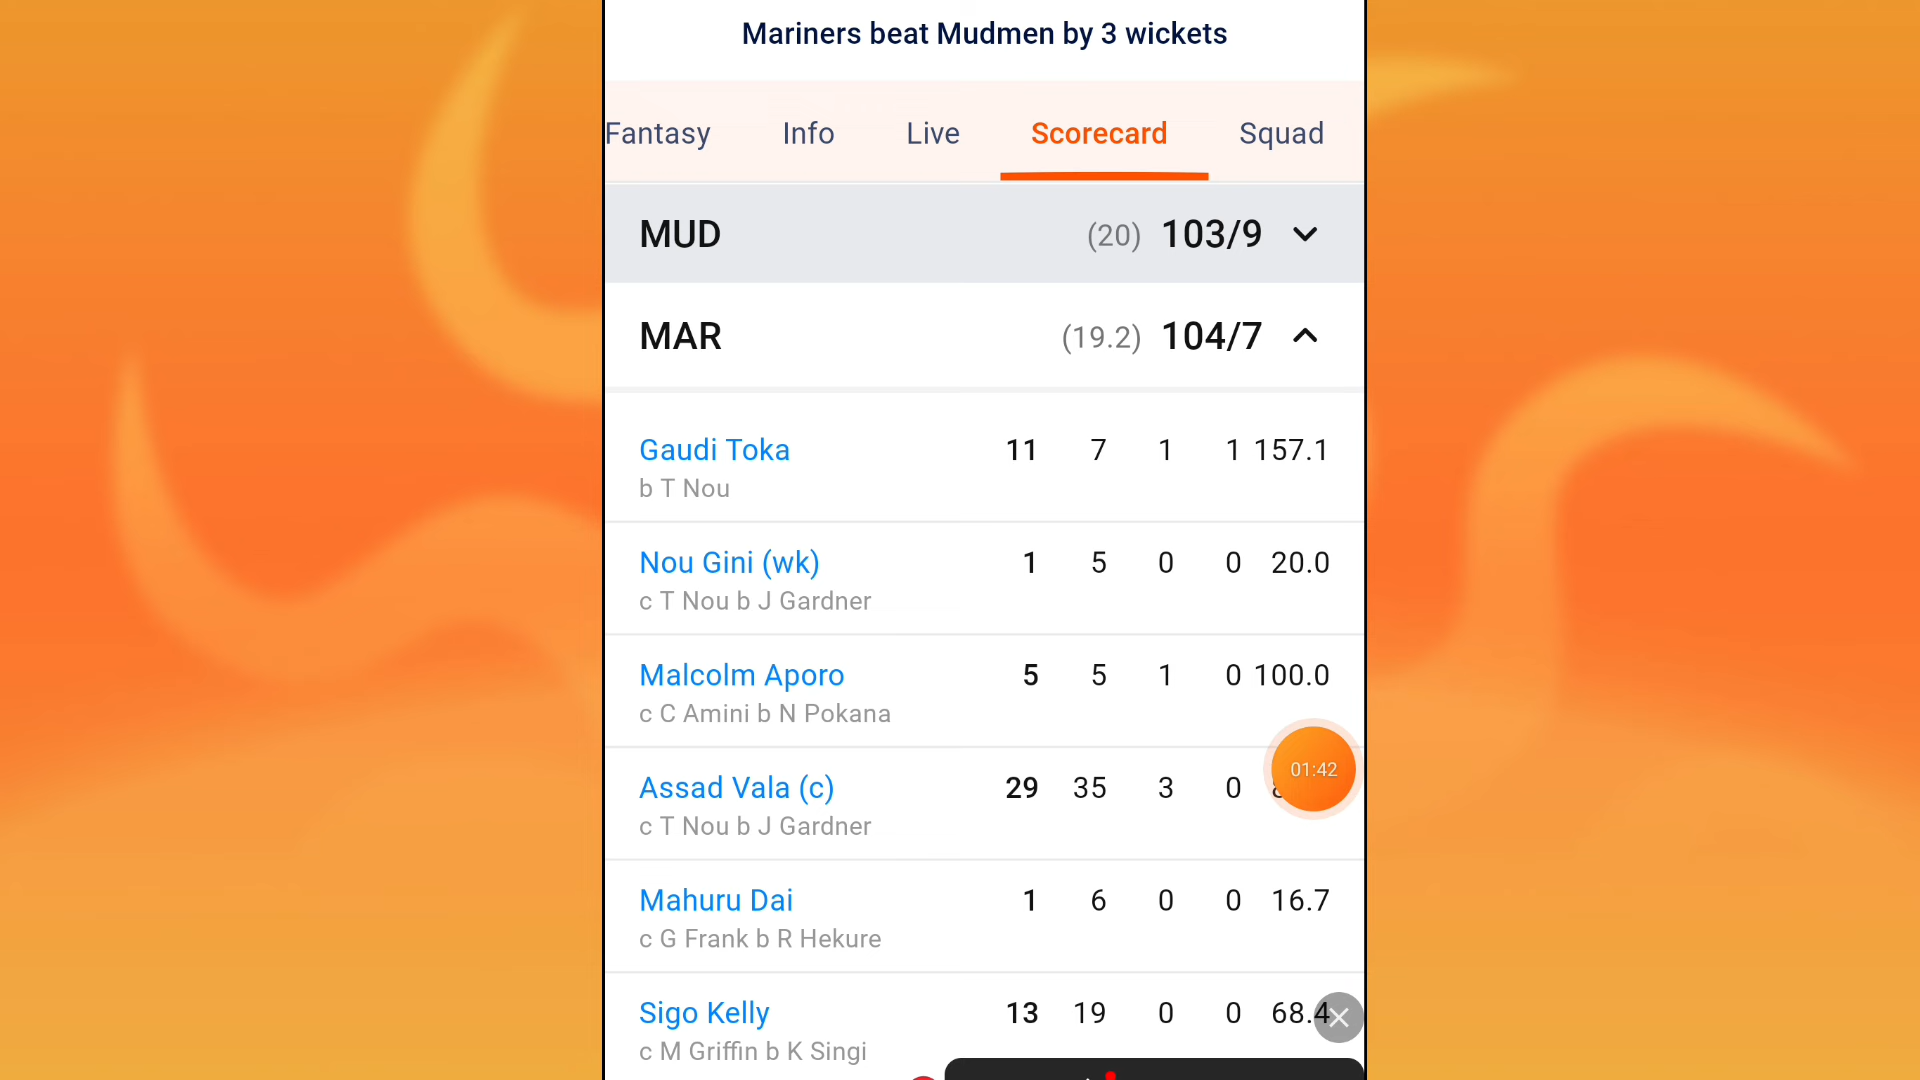 Mariners beat Mudmen by 3 wickets
Fantasy Info Live Scorecard Squad
MUD (20) 103/9
MAR (19.2) 104/7
Gaudi Toka 11 7 1 1 157.1
b T Nou
Nou Gini (wk) 1 5 0 0 20.0
c T Nou b J Gardner
Malcolm Aporo 5 5 1 0 100.0
c C Amini b N Pokana
Assad Vala (c) 29 35 3 0
01:42
c T Nou b J Gardner
Mahuru Dai 1 6 0 0 16.7
c G Frank b R Hekure
Sigo Kelly 13 19 0 0 68.4
c M Griffin b K Singi